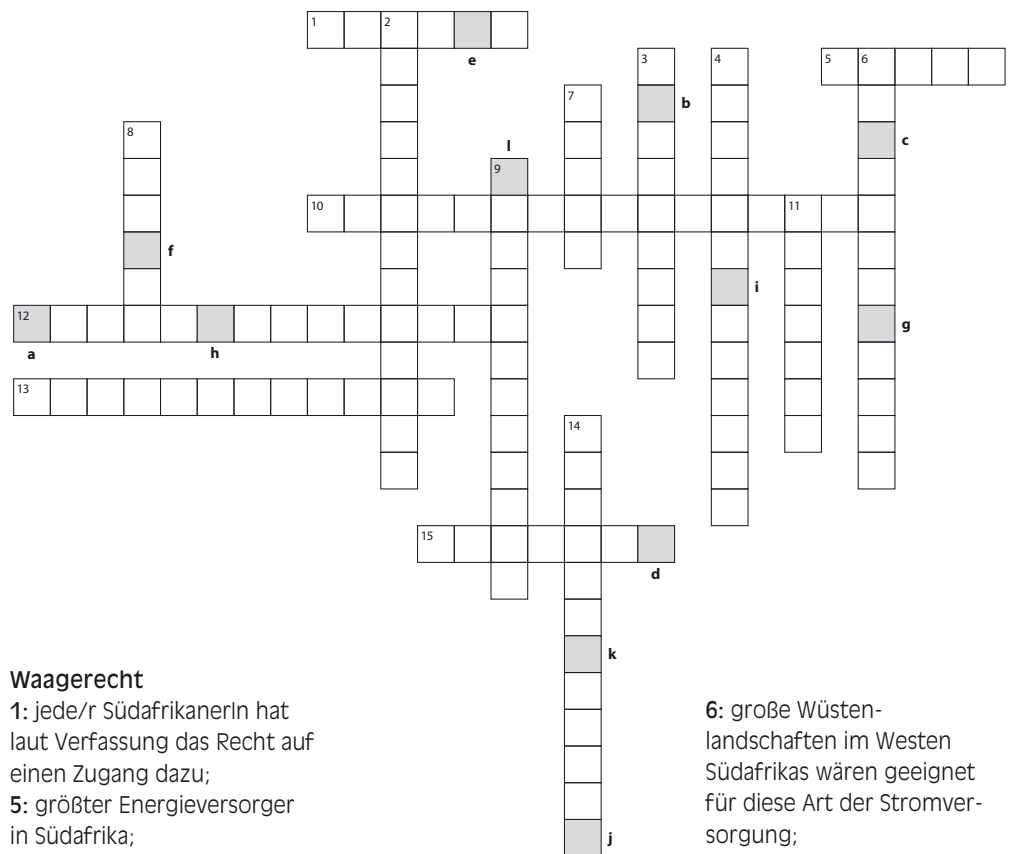 1
2
e
3
4
5
6
7
b
8
l
c
9
10
11
f
i
12
g
a
h
13
14
15
d
k
j
Waagerecht
1: jede/r SüdafrikanerIn hat
laut Verfassung das Recht auf
einen Zugang dazu;
5: größter Energieversorger
in Südafrika;
6: große Wüsten-
landschaften im Westen
Südafrikas wären geeignet
für diese Art der Stromver-
sorgung;